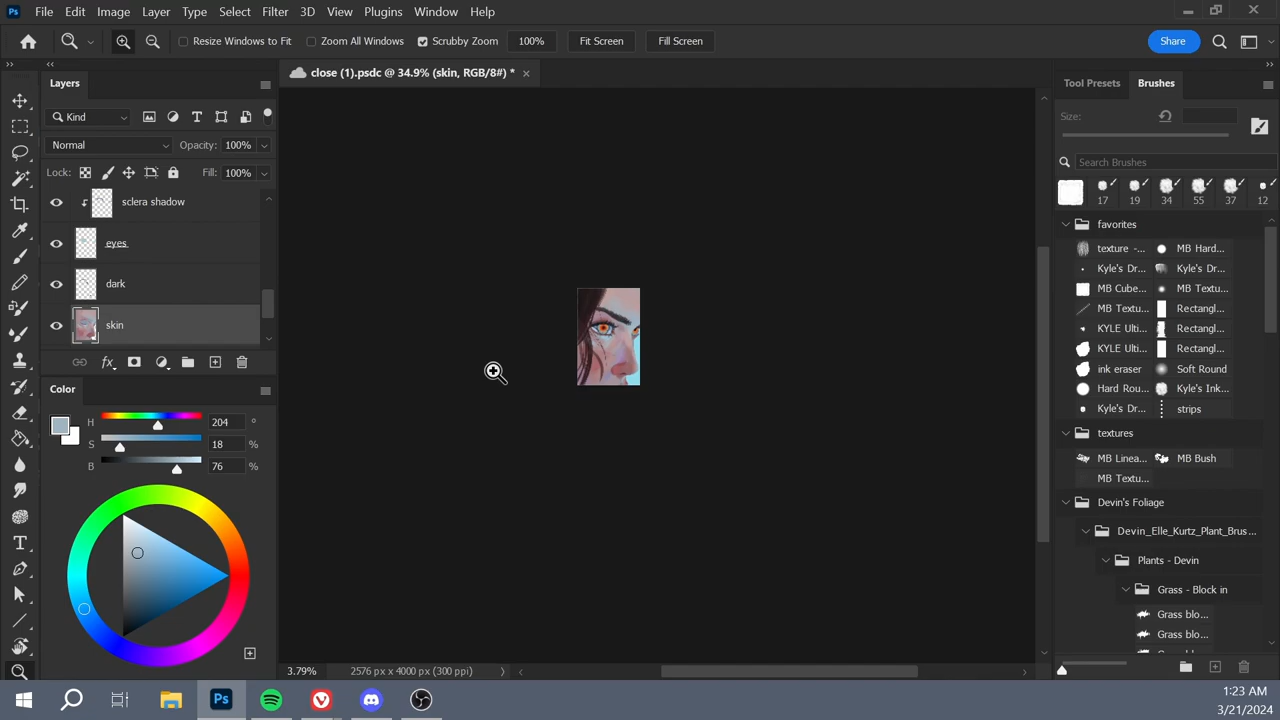 Ps File Edit Image Layer Type Select Filter 3D View Plugins Window Help
Resize Windows to Fit Zoom All Windows Scrubby Zoom 100% Fit Screen Fill Screen Share
Layers
close (1).psdc @ 34.9% (skin, RGB/8#) *
Tool Presets Brushes
Kind
Size:
Normal Opacity: 100%
Search Brushes
Lock: Fill: 100%
17 19 34 55 37 12
sclera shadow
eyes
dark
skin
favorites
texture -... MB Hard...
Kyle's Dr... Kyle's Dr...
MB Cube... MB Textu...
MB Textu... Rectangl...
KYLE Ulti... Rectangl...
KYLE Ulti... Rectangl...
ink eraser Soft Round
Hard Rou... Kyle's Ink...
Kyle's Dr... strips
fx
Color
H 204 °
S 18 %
B 76 %
textures
MB Linea... MB Bush
MB Textu...
Devin's Foliage
Devin_Elle_Kurtz_Plant_Brus...
Plants - Devin
Grass - Block in
Grass blo...
Grass blo...
3.79% 2576 px x 4000 px (300 ppi)
Ps
1:23 AM
3/21/2024